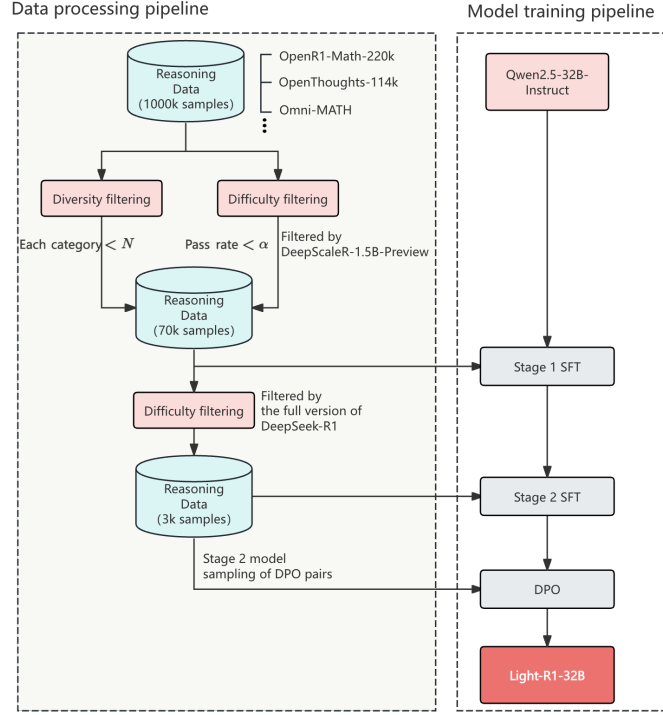 Data processing pipeline
Model training pipeline
Reasoning
Data
(1000k samples)
OpenR1-Math-220k
OpenThoughts-114k
Omni-MATH
Qwen2.5-32B-
Instruct
Diversity filtering
Difficulty filtering
Each category < N
Pass rate < α
Filtered by
DeepScaleR-1.5B-Preview
Reasoning
Data
(70k samples)
Stage 1 SFT
Difficulty filtering
Filtered by
the full version of
DeepSeek-R1
Reasoning
Data
(3k samples)
Stage 2 SFT
Stage 2 model
sampling of DPO pairs
DPO
Light-R1-32B